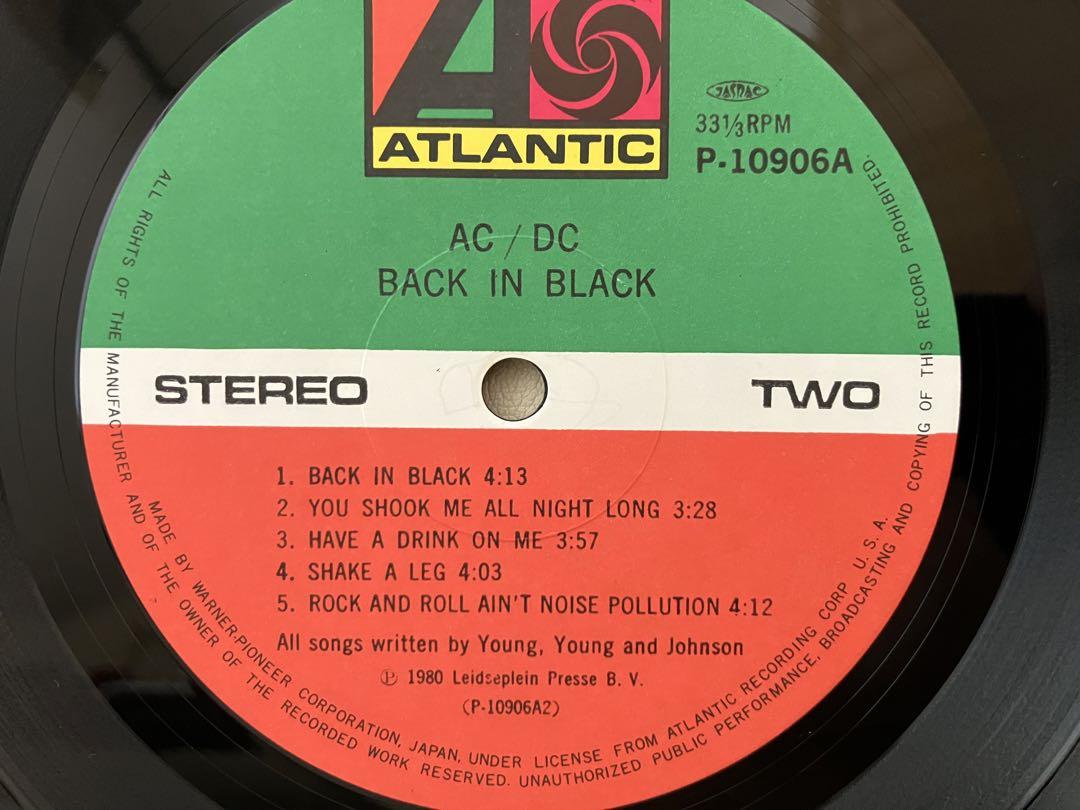 ATLANTIC
JASRAC
33 1/3 RPM
P-10906A
AC/DC
BACK IN BLACK
STEREO
TWO
1. BACK IN BLACK 4:13
2. YOU SHOOK ME ALL NIGHT LONG 3:28
3. HAVE A DRINK ON ME 3:57
4. SHAKE A LEG 4:03
5. ROCK AND ROLL AIN'T NOISE POLLUTION 4:12
All songs written by Young, Young and Johnson
Ⓟ 1980 Leidseplein Presse B. V.
(P-10906A2)
MADE BY WARNER-PIONEER CORPORATION, JAPAN, UNDER LICENSE FROM ATLANTIC RECORDING CORP U. S. A.
ALL RIGHTS OF THE MANUFACTURER AND OF THE OWNER OF THE RECORDED WORK RESERVED. UNAUTHORIZED PUBLIC PERFORMANCE, BROADCASTING AND COPYING OF THIS RECORD PROHIBITED.